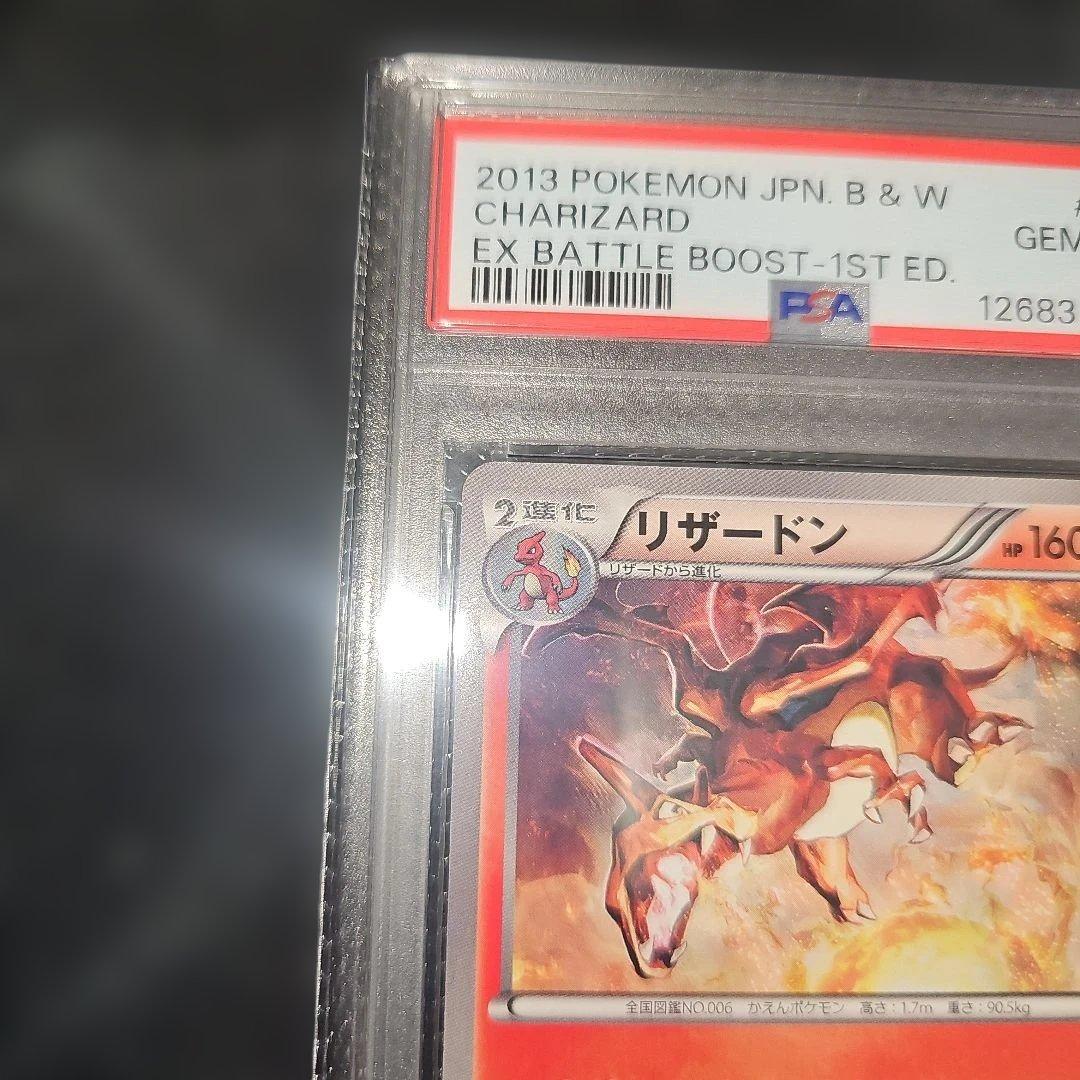 2013 POKEMON JPN. B & W
CHARIZARD
GEM
EX BATTLE BOOST-1ST ED.
PSA
12683
2進化
リザードン
HP 160
リザードから進化
全国図鑑NO.006 かえんポケモン 高さ:1.7m 重さ:90.5kg